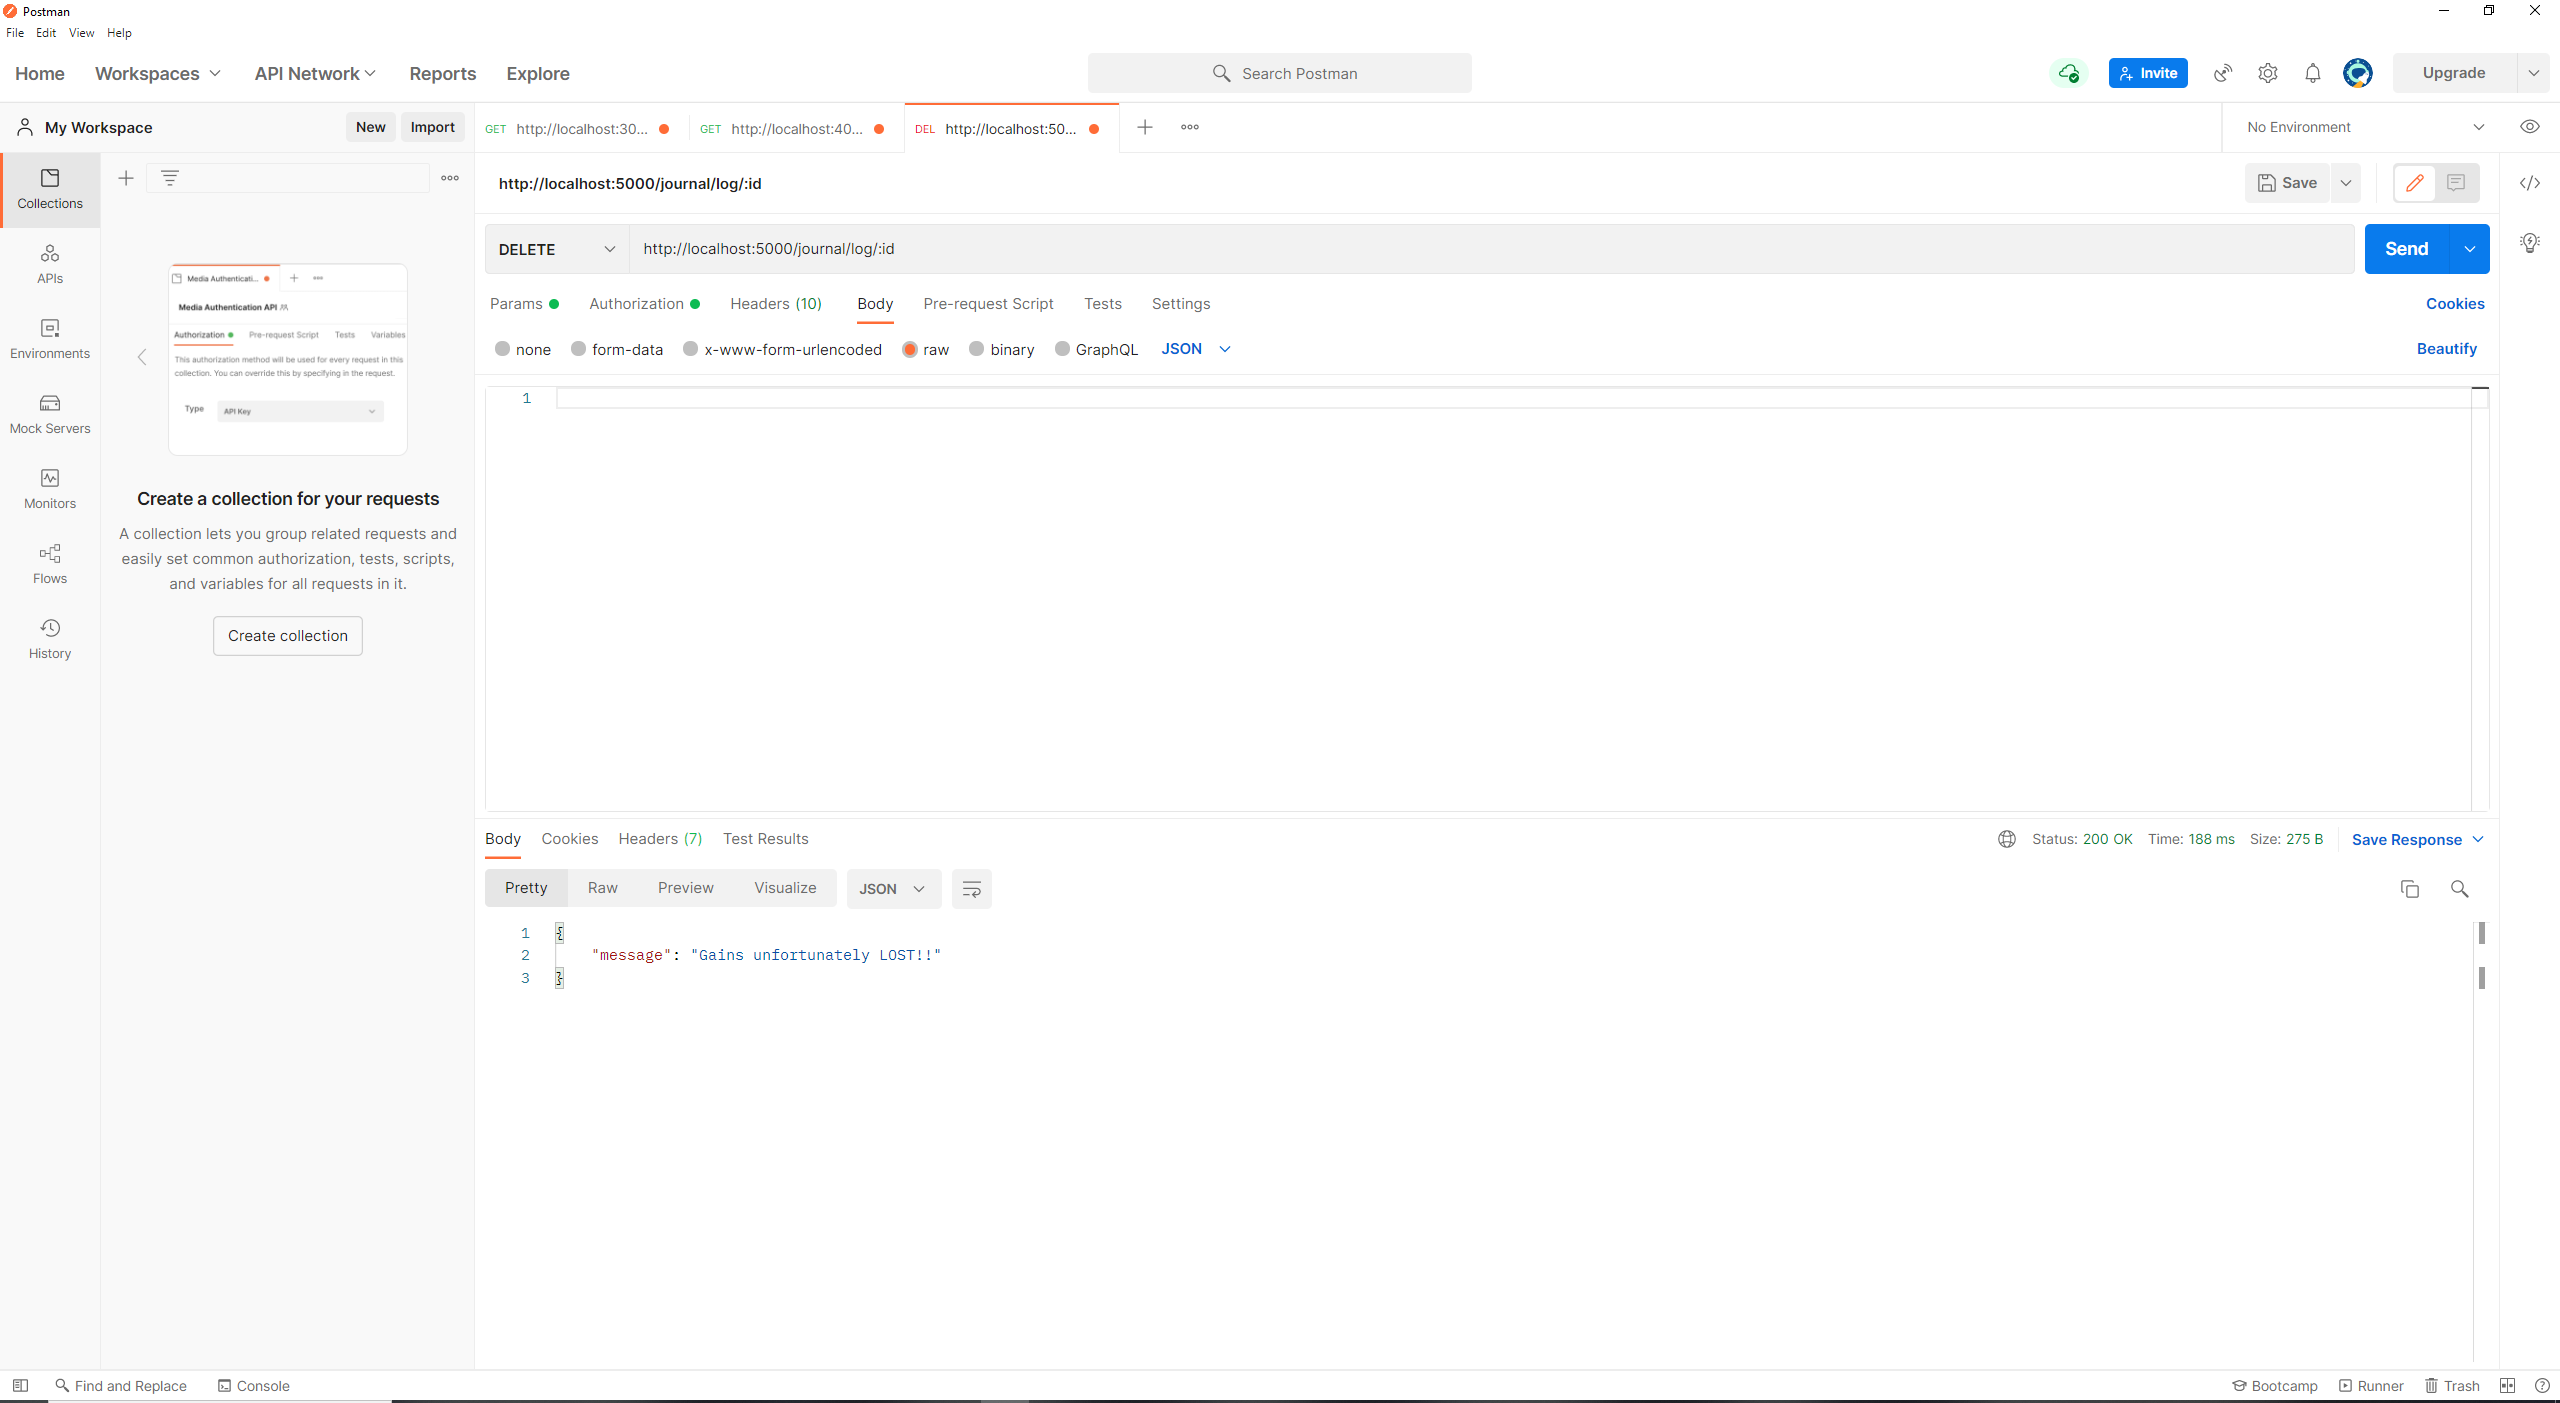 Postman
File Edit View Help
Home Workspaces API Network Reports Explore Search Postman Invite Upgrade
My Workspace New Import GET http://localhost:30... GET http://localhost:40... DEL http://localhost:50... No Environment
http://localhost:5000/journal/log/:id Save
DELETE http://localhost:5000/journal/log/:id Send
Params Authorization Headers (10) Body Pre-request Script Tests Settings Cookies
none form-data x-www-form-urlencoded raw binary GraphQL JSON Beautify
1
Collections
APIs
Environments
Mock Servers
Monitors
Flows
History
Media Authenticati...
Media Authentication API
Authorization Pre-request Script Tests Variables
This authorization method will be used for every request in this
collection. You can override this by specifying in the request.
Type API Key
Create a collection for your requests
A collection lets you group related requests and
easily set common authorization, tests, scripts,
and variables for all requests in it.
Create collection
Body Cookies Headers (7) Test Results Status: 200 OK Time: 188 ms Size: 275 B Save Response
Pretty Raw Preview Visualize JSON
1 {
2 "message": "Gains unfortunately LOST!!"
3 }
Find and Replace Console Bootcamp Runner Trash